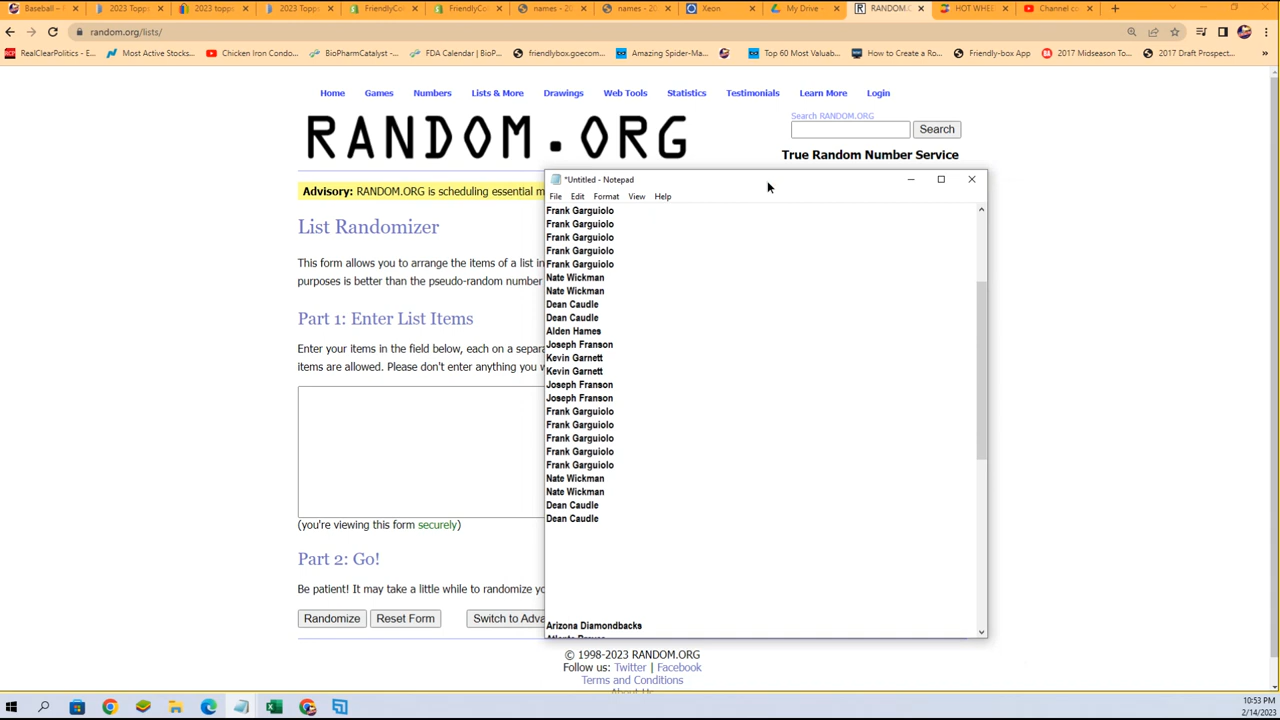 Baseball –
2023 Topps
2023 topp
2023 Topps
FriendlyCo
FriendlyCo
names - 20
names - 20
Xeon
My Drive -
RANDOM.O
HOT WHEE
Channel co
random.org/lists/
RealClearPolitics - E...
Most Active Stocks...
Chicken Iron Condo...
BioPharmCatalyst -...
FDA Calendar | BioP...
friendlybox.goecom...
Amazing Spider-Ma...
Top 60 Most Valuab...
How to Create a Ro...
Friendly-box App
2017 Midseason To...
2017 Draft Prospect...
»
Home Games Numbers Lists & More Drawings Web Tools Statistics Testimonials Learn More Login
RANDOM.ORG
Search RANDOM.ORG
Search
True Random Number Service
Advisory: RANDOM.ORG is scheduling essential m
List Randomizer
This form allows you to arrange the items of a list in
purposes is better than the pseudo-random number
Part 1: Enter List Items
Enter your items in the field below, each on a separa
items are allowed. Please don't enter anything you w
(you're viewing this form securely)
Part 2: Go!
Be patient! It may take a little while to randomize yo
Randomize Reset Form Switch to Adva
© 1998-2023 RANDOM.ORG
Follow us: Twitter | Facebook
Terms and Conditions
About Us
*Untitled - Notepad
File Edit Format View Help
Frank Garguiolo
Frank Garguiolo
Frank Garguiolo
Frank Garguiolo
Frank Garguiolo
Nate Wickman
Nate Wickman
Dean Caudle
Dean Caudle
Alden Hames
Joseph Franson
Kevin Garnett
Kevin Garnett
Joseph Franson
Joseph Franson
Frank Garguiolo
Frank Garguiolo
Frank Garguiolo
Frank Garguiolo
Frank Garguiolo
Nate Wickman
Nate Wickman
Dean Caudle
Dean Caudle
Arizona Diamondbacks
Atlanta Braves
10:53 PM
2/14/2023